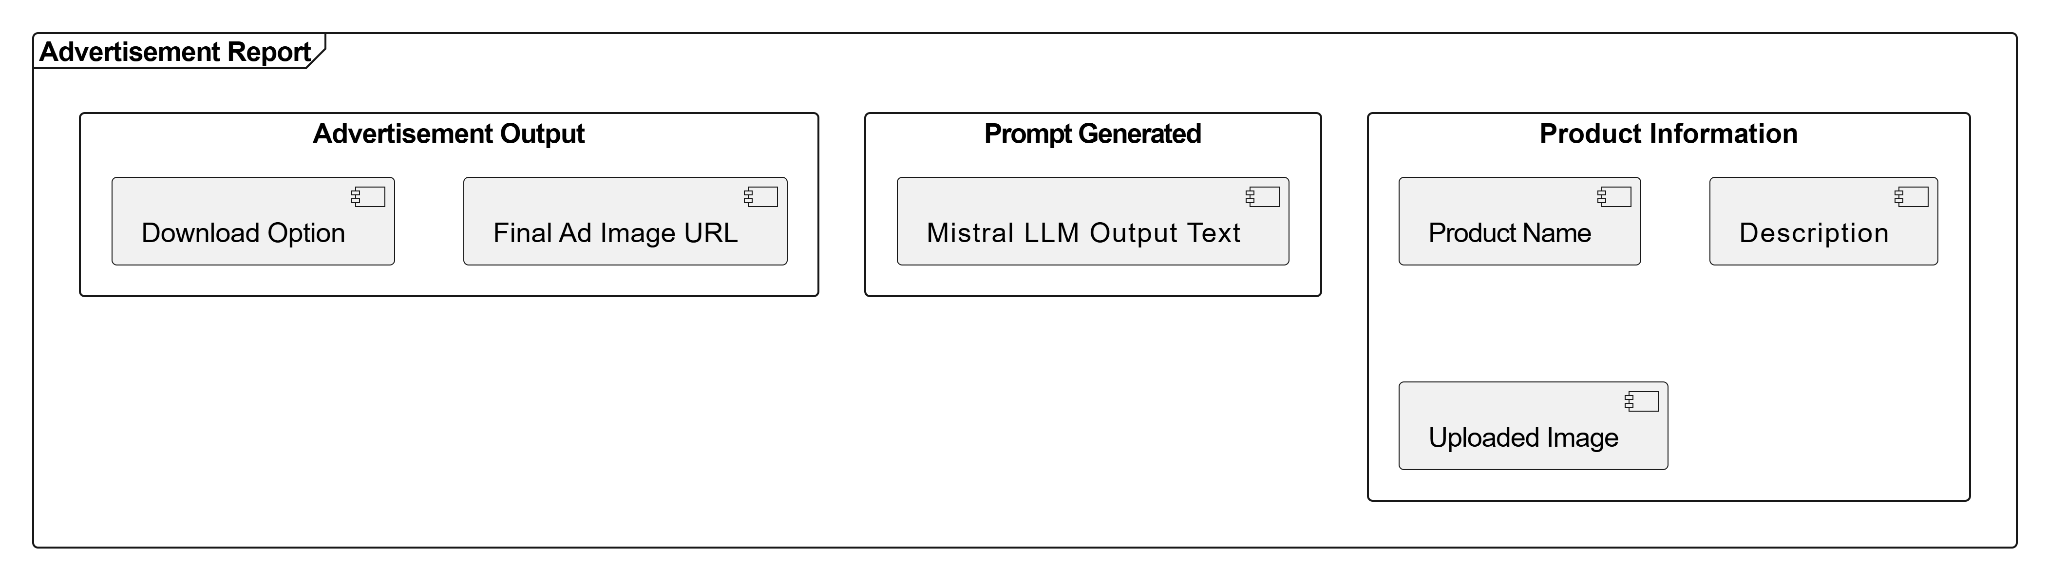 Advertisement Report
Advertisement Output
Download Option
Final Ad Image URL
Prompt Generated
Mistral LLM Output Text
Product Information
Product Name
Description
Uploaded Image